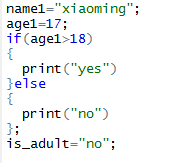 name1="xiaoming";
age1=17;
if(age1>18)
{
  print("yes")
}else
{
  print("no")
};
is_adult="no";